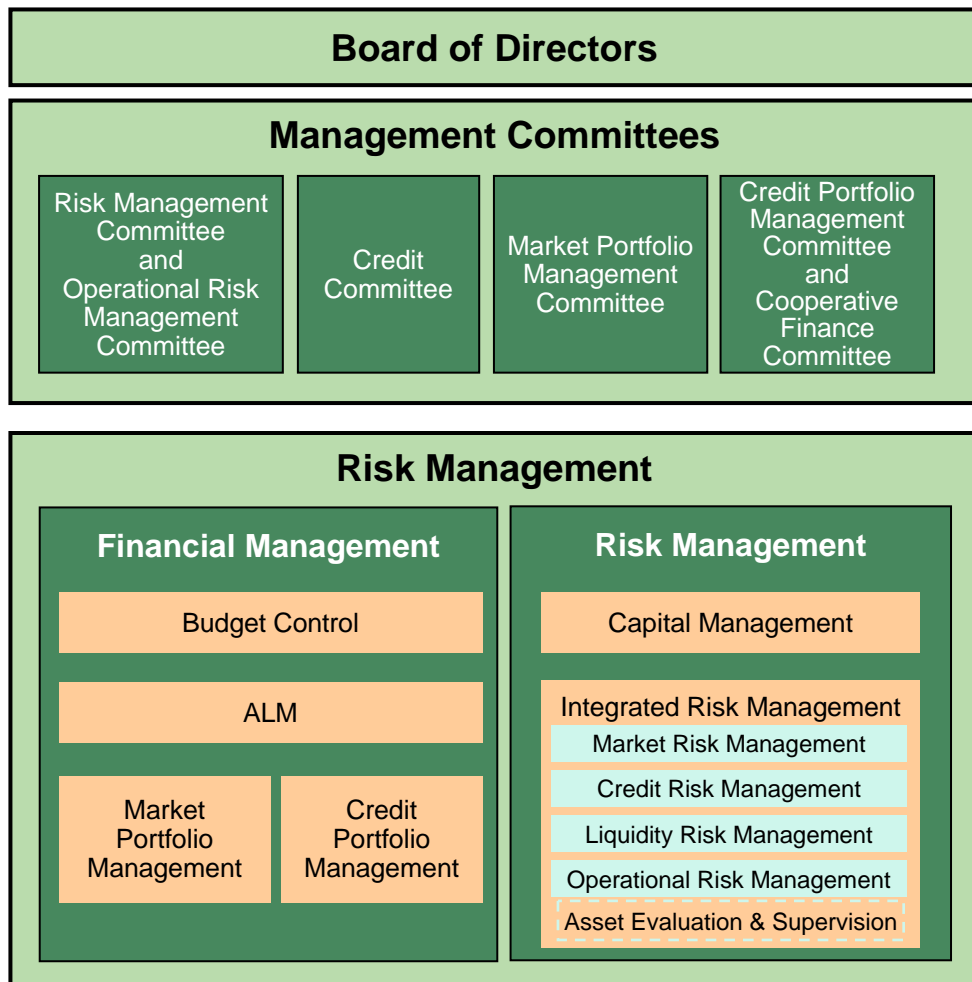 Board of Directors
Management Committees
Risk Management
Committee
and
Operational Risk
Management
Committee
Credit
Committee
Market Portfolio
Management
Committee
Credit Portfolio
Management
Committee
and
Cooperative
Finance
Committee
Risk Management
Financial Management
Budget Control
ALM
Market
Portfolio
Management
Credit
Portfolio
Management
Risk Management
Capital Management
Integrated Risk Management
Market Risk Management
Credit Risk Management
Liquidity Risk Management
Operational Risk Management
Asset Evaluation & Supervision